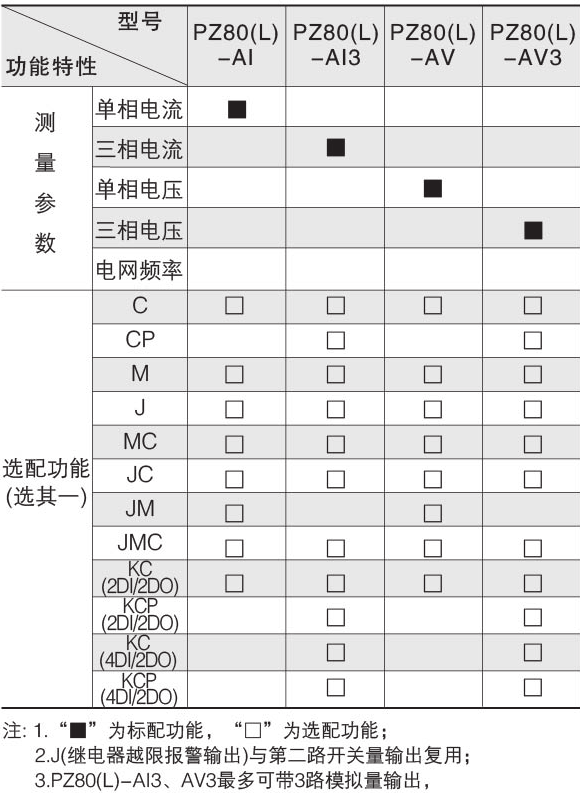 型号
功能特性
PZ80(L)
-AI
PZ80(L)
-AI3
PZ80(L)
-AV
PZ80(L)
-AV3
测量参数
单相电流 ■
三相电流 ■
单相电压 ■
三相电压 ■
电网频率
选配功能
(选其一)
C □ □ □ □
CP □ □
M □ □ □ □
J □ □ □ □
MC □ □ □ □
JC □ □ □ □
JM □ □
JMC □ □ □ □
KC
(2DI/2DO) □ □ □ □
KCP
(2DI/2DO) □ □
KC
(4DI/2DO) □ □
KCP
(4DI/2DO) □ □
注: 1.“■”为标配功能，“□”为选配功能；
2.J(继电器越限报警输出)与第二路开关量输出复用；
3.PZ80(L)-AI3、AV3最多可带3路模拟量输出，